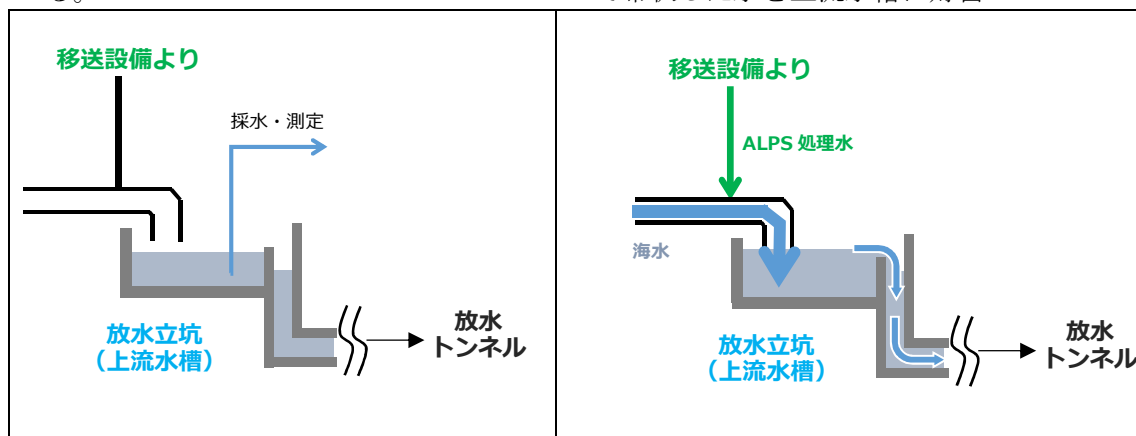 る。
移送設備より
採水・測定
放水立坑
（上流水槽）
放水
トンネル
移送設備より
ALPS 処理水
海水
放水立坑
（上流水槽）
放水
トンネル